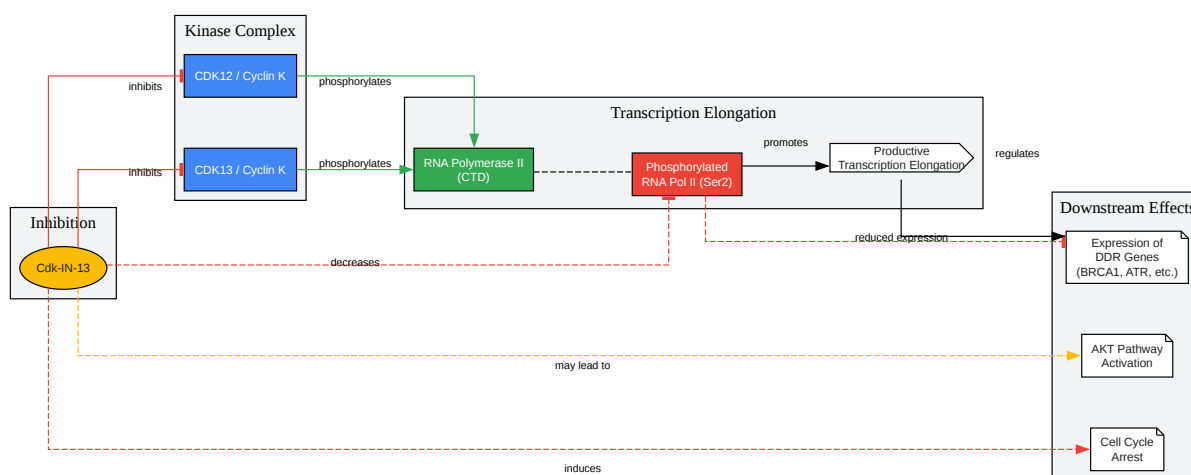 Kinase Complex
CDK12 / Cyclin K
inhibits
phosphorylates
Transcription Elongation
CDK13 / Cyclin K
inhibits
phosphorylates
RNA Polymerase II
(CTD)
Phosphorylated
RNA Pol II (Ser2)
promotes
Productive
Transcription Elongation
regulates
Inhibition
Cdk-IN-13
decreases
reduced expression
Downstream Effects
Expression of
DDR Genes
(BRCA1, ATR, etc.)
may lead to
AKT Pathway
Activation
induces
Cell Cycle
Arrest